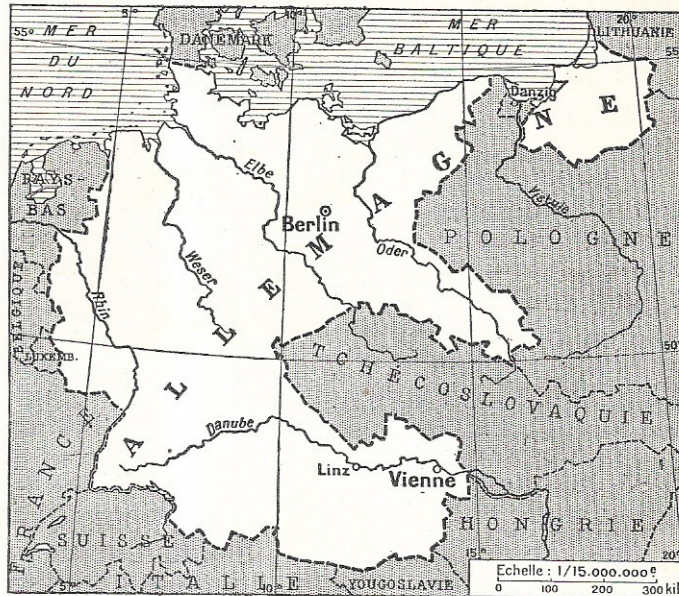 5°
10°
20°
55°
MER
DU
NORD
DANEMARK
MER
BALTIQUE
LITHUANIE
55°
Danzig
PAYS-
BAS
Elbe
Berlin
Weser
Oder
Vistule
POLOGNE
BELGIQUE
Rhin
LUXEMB.
ALLEMAGNE
TCHÉCOSLOVAQUIE
50°
FRANCE
Danube
Linz
Vienne
SUISSE
HONGRIE
ITALIE
YOUGOSLAVIE
5°
10°
15°
20°
Echelle : 1/15.000.000e
0 100 200 300 kil